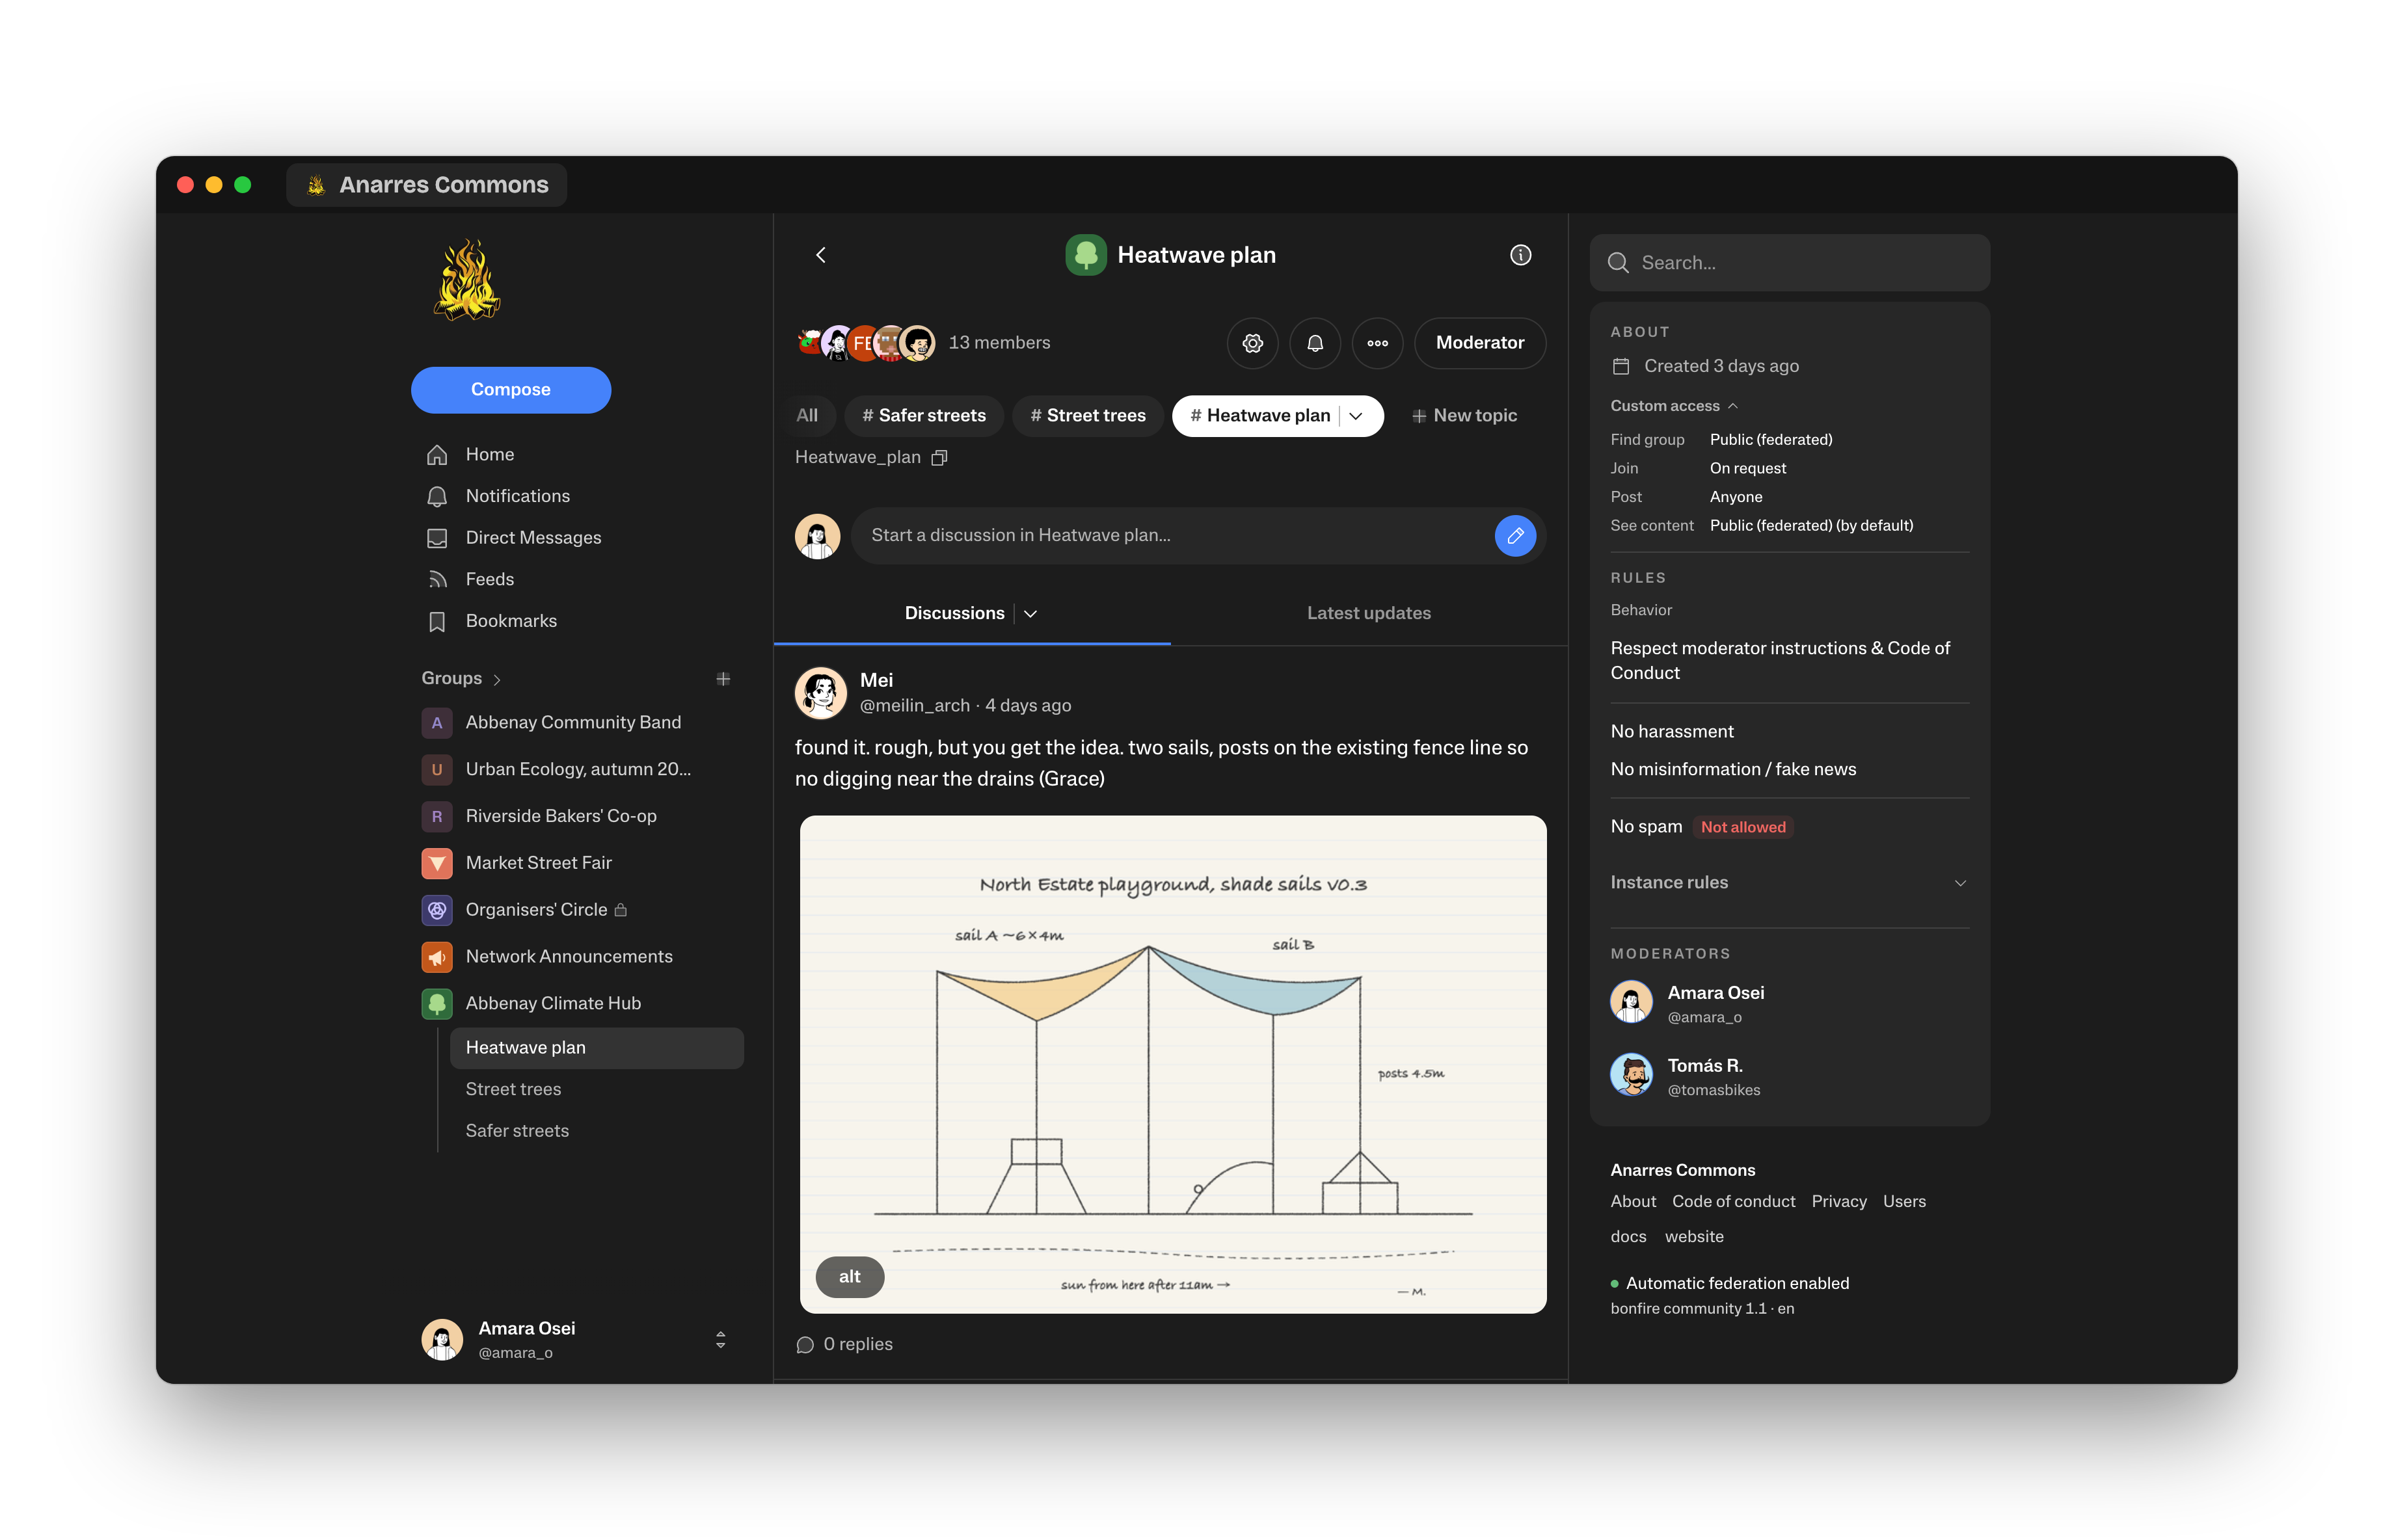 Anarres Commons
Compose
Home
Notifications
Direct Messages
Feeds
Bookmarks
Groups
A Abbenay Community Band
U Urban Ecology, autumn 20...
R Riverside Bakers' Co-op
Market Street Fair
Organisers' Circle
Network Announcements
Abbenay Climate Hub
Heatwave plan
Street trees
Safer streets
Amara Osei
@amara_o
Heatwave plan
FE
13 members
Moderator
All
# Safer streets
# Street trees
# Heatwave plan
New topic
Heatwave_plan
Start a discussion in Heatwave plan...
Discussions
Latest updates
Mei
@meilin_arch · 4 days ago
found it. rough, but you get the idea. two sails, posts on the existing fence line so
no digging near the drains (Grace)
North Estate playground, shade sails v0.3
sail A ~6×4m
sail B
posts 4.5m
sun from here after 11am →
— M.
alt
0 replies
Search...
ABOUT
Created 3 days ago
Custom access
Find group Public (federated)
Join On request
Post Anyone
See content Public (federated) (by default)
RULES
Behavior
Respect moderator instructions & Code of
Conduct
No harassment
No misinformation / fake news
No spam Not allowed
Instance rules
MODERATORS
Amara Osei
@amara_o
Tomás R.
@tomasbikes
Anarres Commons
About Code of conduct Privacy Users
docs website
Automatic federation enabled
bonfire community 1.1 · en